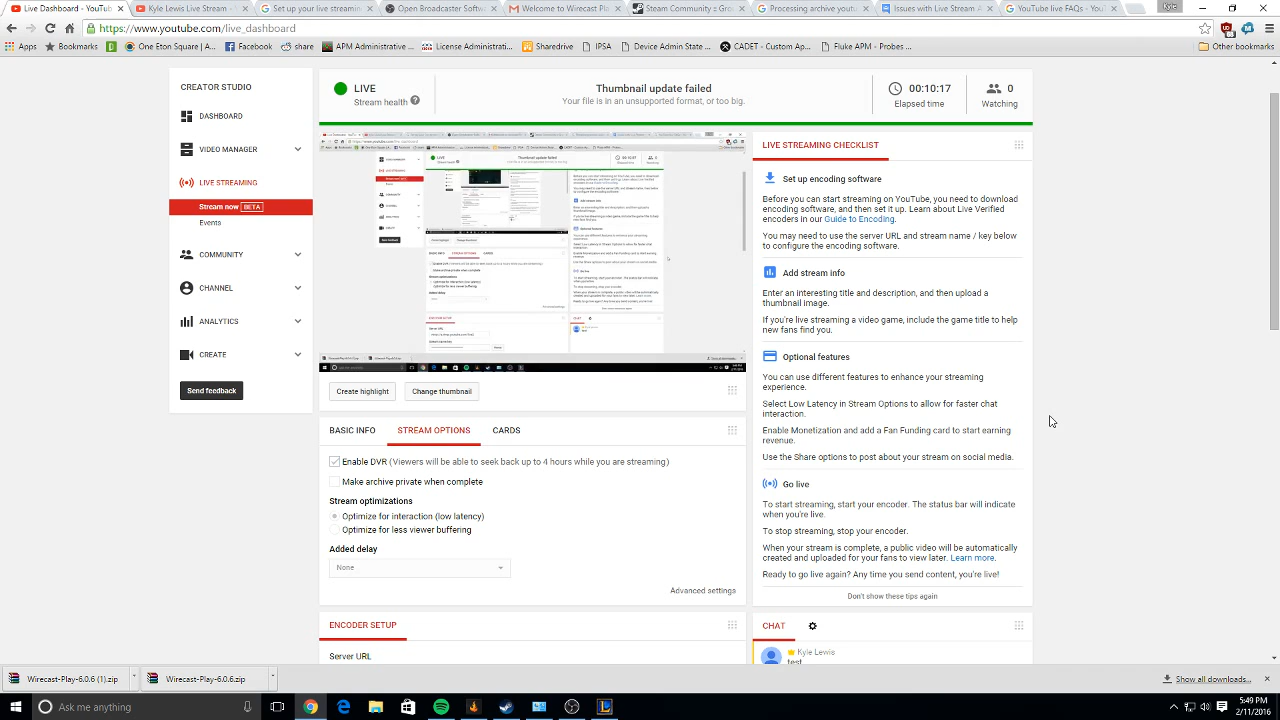 Live Dashboard - YouTub
Kyle Lewis Live Stream -
Set up your live streamin
Open Broadcaster Softw
Welcome to Wirecast Pla
Steam Community :: Gro
Processing archives auto
Issues with Live Stream A
YouTube live FAQs - You
https://www.youtube.com/live_dashboard
Apps
Bookmark
One Eton Square |
Facebook
share
APM Administrative
License Administrati
Sharedrive
IPSA
Device Admin State
CADET - Custom Ap
Fluke APM - Probes
Other bookmarks
CREATOR STUDIO
DASHBOARD
VIDEO MANAGER
Stream now BETA
Events
CHANNEL
ANALYTICS
CREATE
Send feedback
LIVE
Stream health ?
Thumbnail update failed
Your file is in an unsupported format, or too big.
00:10:17
Elapsed time
0
Watching
Create highlight
Change thumbnail
BASIC INFO
STREAM OPTIONS
CARDS
Enable DVR (Viewers will be able to seek back up to 4 hours while you are streaming)
Make archive private when complete
Stream optimizations
Optimize for interaction (low latency)
Optimize for less viewer buffering
Added delay
None
Advanced settings
ENCODER SETUP
Server URL
Set up encoding software
Before you can start streaming on YouTube, you need to download
encoding software and then set it up. Learn about Live Verified
encoders in our Guide to Encoding.
You may need to use the server URL and Stream name / key below
to configure the encoding software.
Add stream info
Enter an interesting title and description, and then upload a
thumbnail image.
If you're live streaming video game, include the game title to help
new fans find you.
Optional features
You can use different features to enhance your streaming
experience.
Select Low Latency in Stream Options to allow for faster chat
interaction.
Enable Monetization and add a Fan Funding card to start earning
revenue.
Use the Share options to post about your stream on social media.
Go live
To start streaming, start your encoder. The status bar will indicate
when you're live.
To stop streaming, stop your encoder.
When your stream is complete, a public video will be automatically
created and uploaded for your fans to view later. Learn more.
Ready to go live again? Any time you send content, you're live!
Don't show these tips again
CHAT
Kyle Lewis
test
Wirecast-Play-6.0.6 (1).zip
Wirecast-Play-6.0.6.zip
Show all downloads...
Ask me anything
5:49 PM
2/11/2016